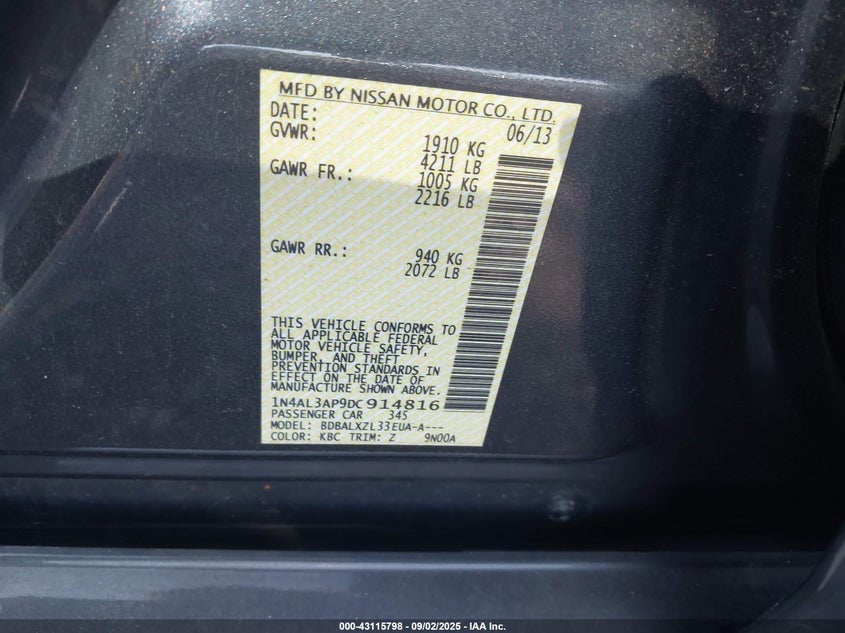 MFD BY NISSAN MOTOR CO., LTD.
DATE: 06/13
GVWR: 1910 KG
4211 LB
GAWR FR.: 1005 KG
2216 LB
GAWR RR.: 940 KG
2072 LB
THIS VEHICLE CONFORMS TO
ALL APPLICABLE FEDERAL
MOTOR VEHICLE SAFETY,
BUMPER, AND THEFT
PREVENTION STANDARDS IN
EFFECT ON THE DATE OF
MANUFACTURE SHOWN ABOVE.
1N4AL3AP9DC914816
PASSENGER CAR 345
MODEL: BDBALXZL33EUA-A---
COLOR: KBC TRIM: Z 9N00A
000-43115798 - 09/02/2025 - IAA Inc.